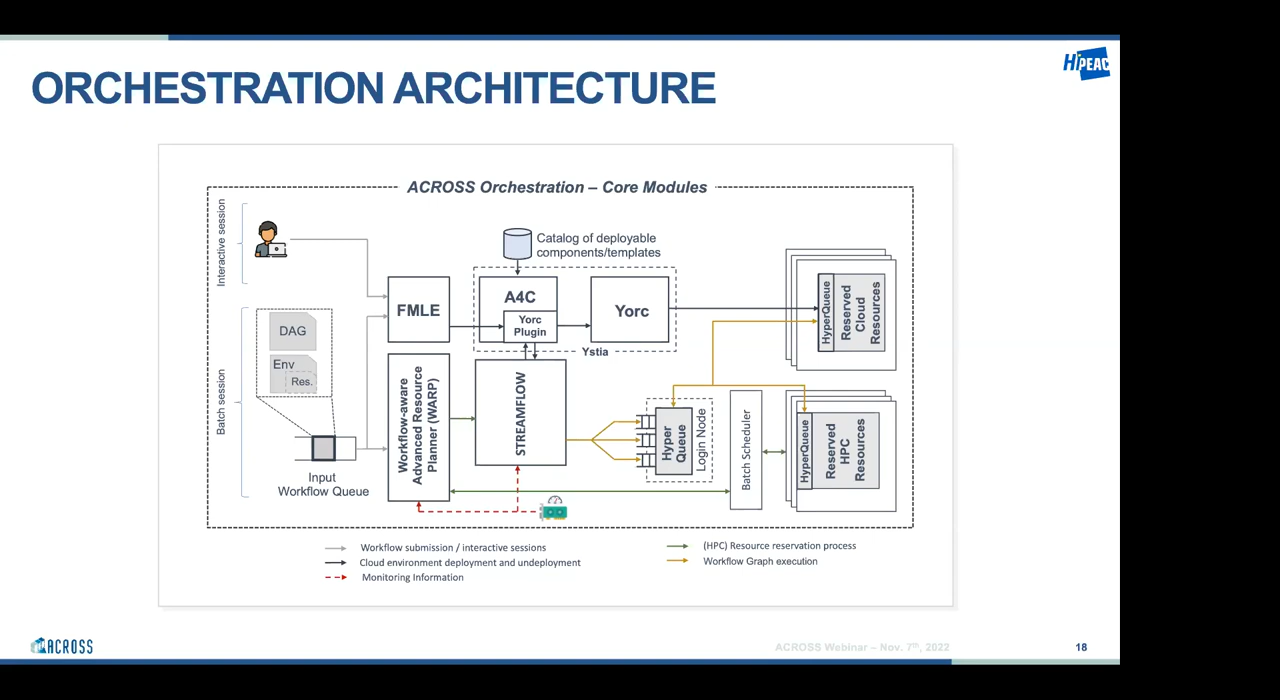 HiPEAC
ORCHESTRATION ARCHITECTURE
ACROSS Orchestration – Core Modules
Interactive session
Catalog of deployable
components/templates
FMLE
A4C
Yorc
Plugin
Yorc
Ystia
HyperQueue
Reserved
Cloud
Resources
Batch session
DAG
Env
Res.
Input
Workflow Queue
Workflow-aware
Advanced Resource
Planner (WARP)
STREAMFLOW
Hyper
Queue
Login Node
Batch Scheduler
HyperQueue
Reserved
HPC
Resources
Workflow submission / interactive sessions
Cloud environment deployment and undeployment
Monitoring Information
(HPC) Resource reservation process
Workflow Graph execution
ACROSS
ACROSS Webinar – Nov. 7th, 2022
18